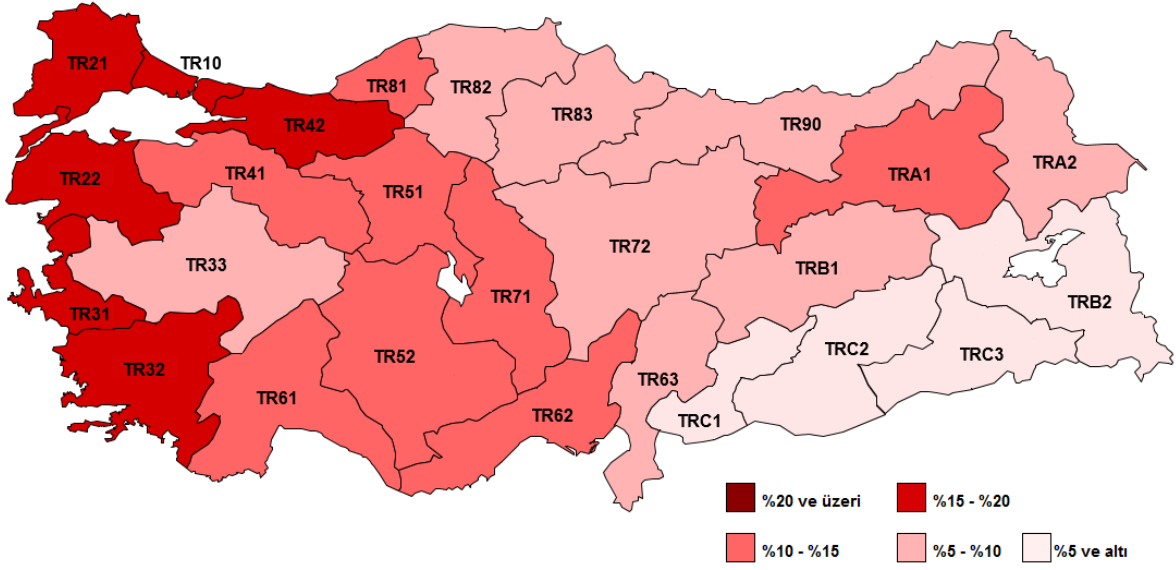 TR21
TR10
TR81
TR82
TR83
TR42
TR90
TR22
TR41
TR51
TRA2
TRA1
TR72
TR33
TRB1
TR71
TRB2
TR31
TR52
TRC2
TRC3
TR32
TR63
TR61
TR62
TRC1
%20 ve üzeri
%15 - %20
%10 - %15
%5 - %10
%5 ve altı